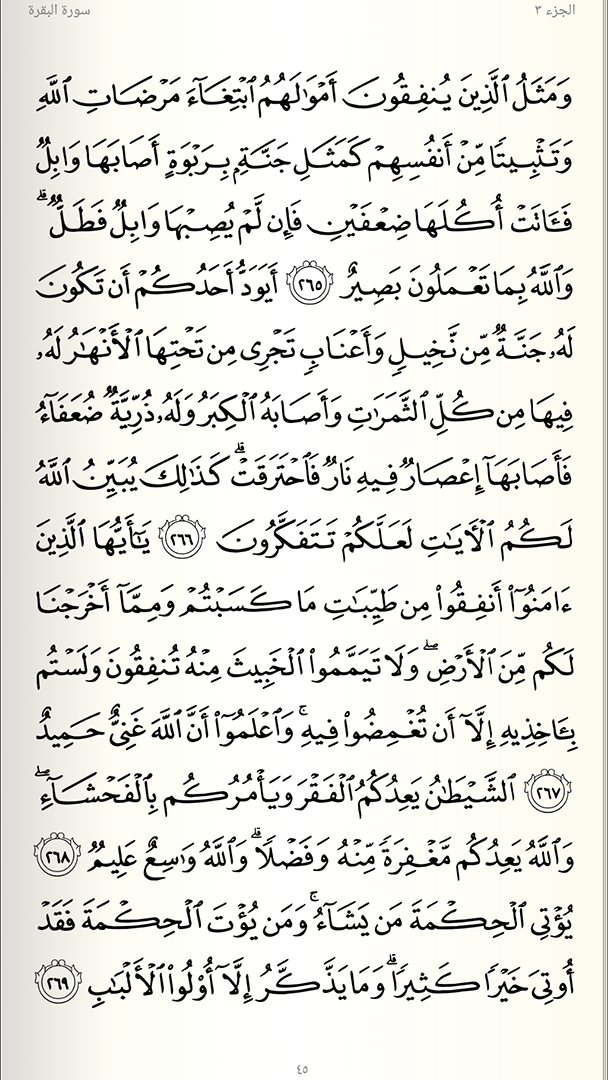 الجزء ٣
سورة البقرة
وَمَثَلُ ٱلَّذِينَ يُنفِقُونَ أَمْوَٰلَهُمُ ٱبْتِغَآءَ مَرْضَاتِ ٱللَّهِ
وَتَثْبِيتًا مِّنْ أَنفُسِهِمْ كَمَثَلِ جَنَّةٍۭ بِرَبْوَةٍ أَصَابَهَا وَابِلٌ
فَـَٔاتَتْ أُكُلَهَا ضِعْفَيْنِ فَإِن لَّمْ يُصِبْهَا وَابِلٌ فَطَلٌّ ۗ
وَٱللَّهُ بِمَا تَعْمَلُونَ بَصِيرٌ ٢٦٥ أَيَوَدُّ أَحَدُكُمْ أَن تَكُونَ
لَهُۥ جَنَّةٌ مِّن نَّخِيلٍ وَأَعْنَابٍ تَجْرِى مِن تَحْتِهَا ٱلْأَنْهَٰرُ لَهُۥ
فِيهَا مِن كُلِّ ٱلثَّمَرَٰتِ وَأَصَابَهُ ٱلْكِبَرُ وَلَهُۥ ذُرِّيَّةٌ ضُعَفَآءُ
فَأَصَابَهَآ إِعْصَارٌ فِيهِ نَارٌ فَٱحْتَرَقَتْ ۗ كَذَٰلِكَ يُبَيِّنُ ٱللَّهُ
لَكُمُ ٱلْـَٔايَٰتِ لَعَلَّكُمْ تَتَفَكَّرُونَ ٢٦٦ يَٰٓأَيُّهَا ٱلَّذِينَ
ءَامَنُوٓا۟ أَنفِقُوا۟ مِن طَيِّبَٰتِ مَا كَسَبْتُمْ وَمِمَّآ أَخْرَجْنَا
لَكُم مِّنَ ٱلْأَرْضِ ۖ وَلَا تَيَمَّمُوا۟ ٱلْخَبِيثَ مِنْهُ تُنفِقُونَ وَلَسْتُم
بِـَٔاخِذِيهِ إِلَّآ أَن تُغْمِضُوا۟ فِيهِ ۚ وَٱعْلَمُوٓا۟ أَنَّ ٱللَّهَ غَنِىٌّ حَمِيدٌ
٢٦٧ ٱلشَّيْطَٰنُ يَعِدُكُمُ ٱلْفَقْرَ وَيَأْمُرُكُم بِٱلْفَحْشَآءِ ۖ
وَٱللَّهُ يَعِدُكُم مَّغْفِرَةً مِّنْهُ وَفَضْلًا ۗ وَٱللَّهُ وَٰسِعٌ عَلِيمٌ ٢٦٨
يُؤْتِى ٱلْحِكْمَةَ مَن يَشَآءُ ۚ وَمَن يُؤْتَ ٱلْحِكْمَةَ فَقَدْ
أُوتِىَ خَيْرًا كَثِيرًا ۗ وَمَا يَذَّكَّرُ إِلَّآ أُو۟لُوا۟ ٱلْأَلْبَٰبِ ٢٦٩
٤٥